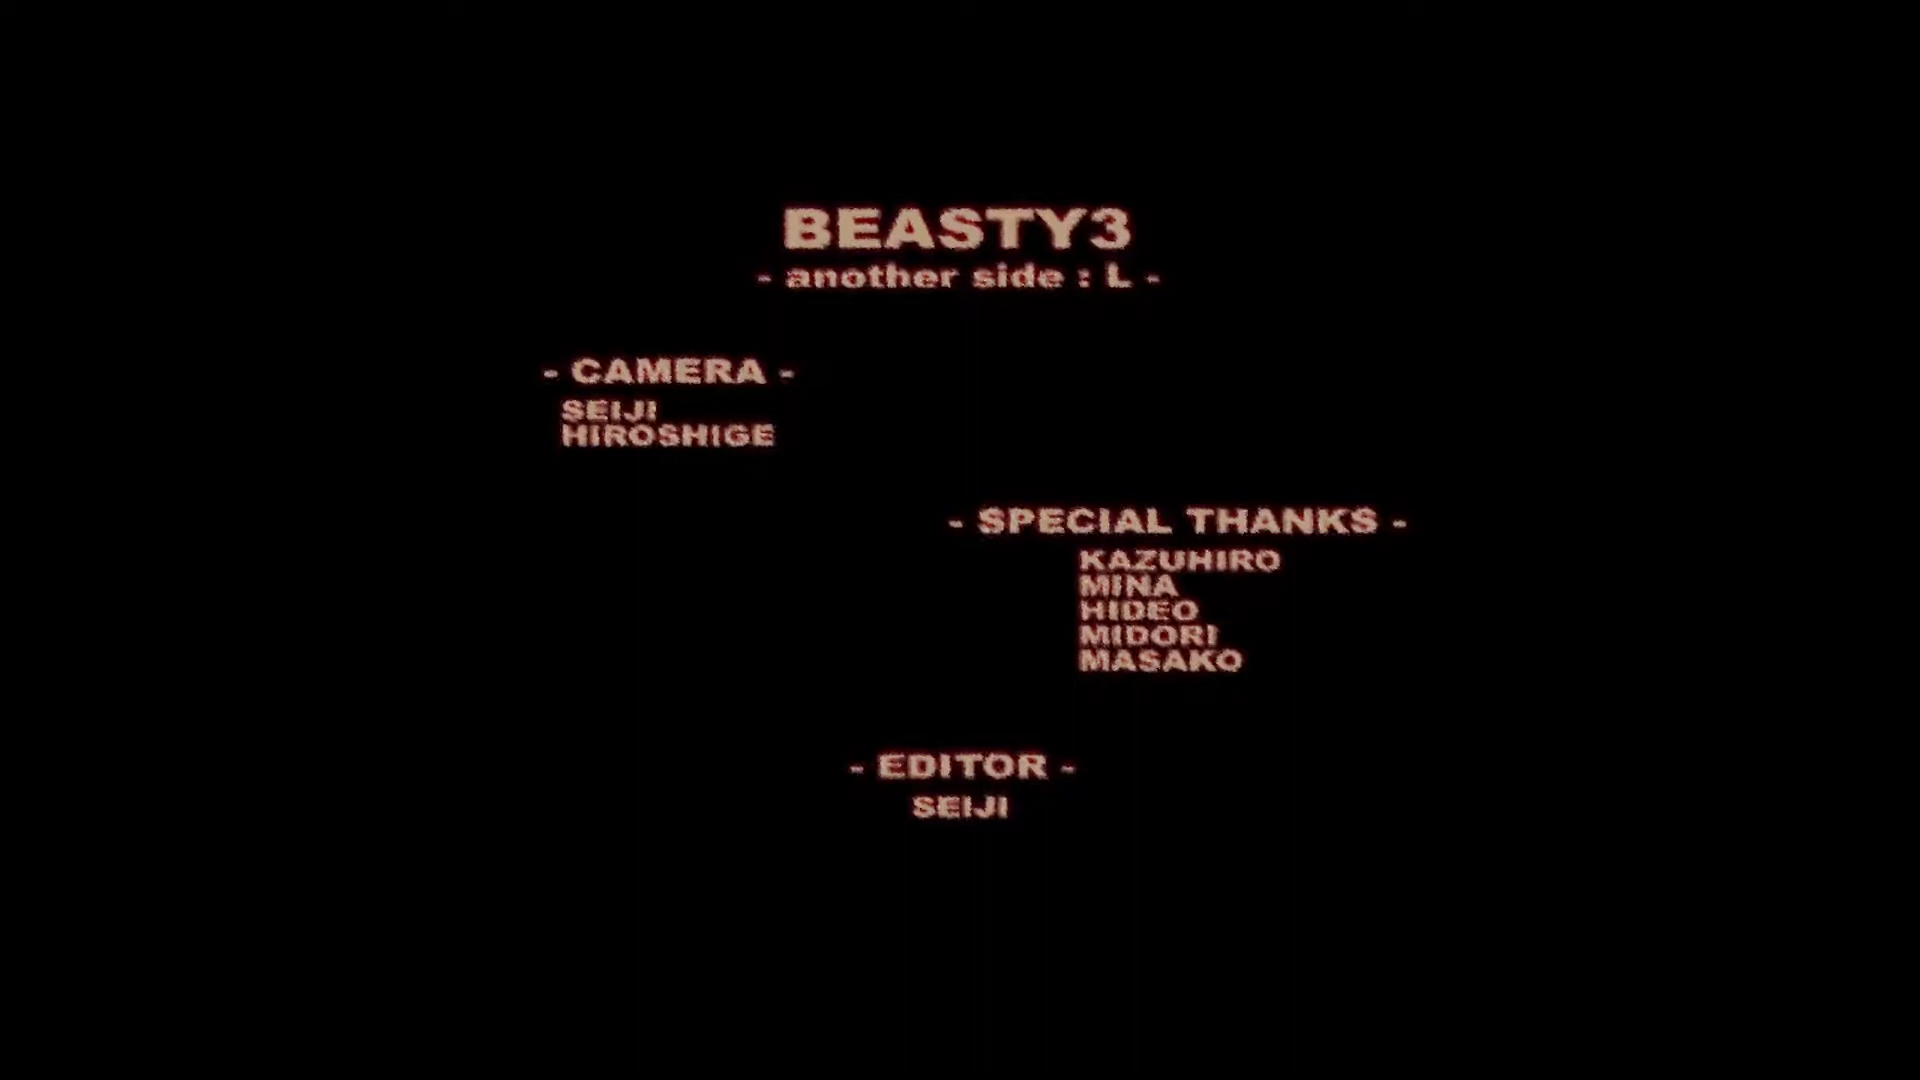 BEASTY3
- another side : L -
- CAMERA -
SEIJI
HIROSHIGE
- SPECIAL THANKS -
KAZUHIRO
MINA
HIDEO
MIDORI
MASAKO
- EDITOR -
SEIJI